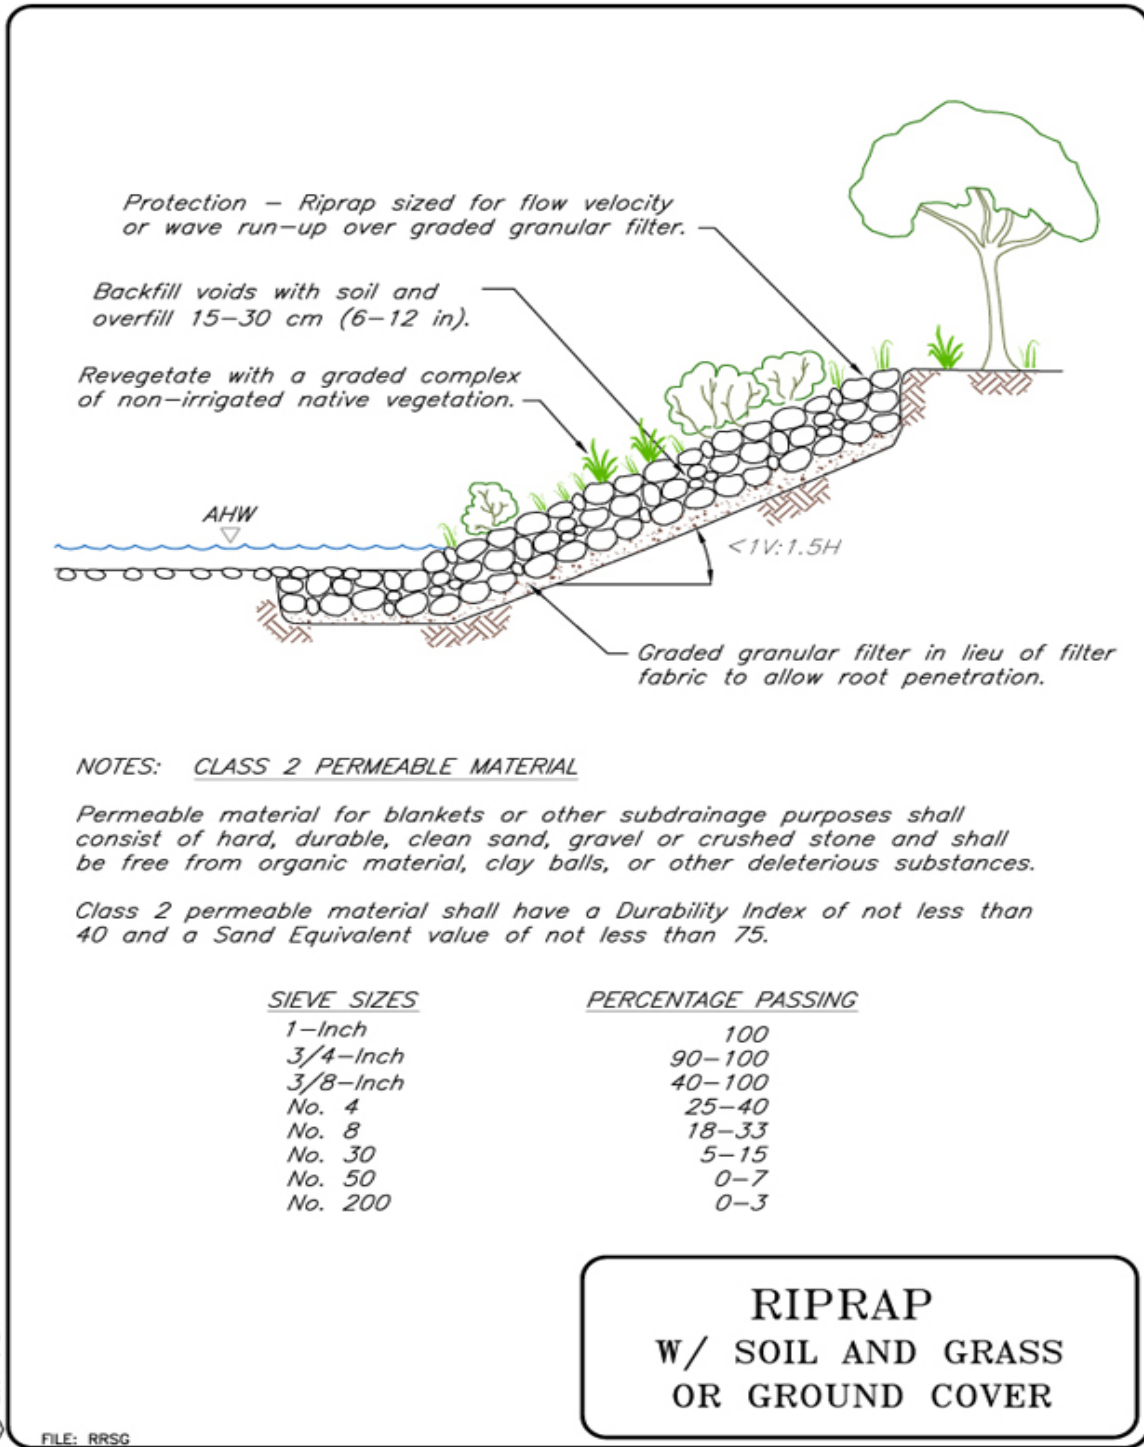 Protection – Riprap sized for flow velocity
or wave run–up over graded granular filter.
Backfill voids with soil and
overfill 15–30 cm (6–12 in).
Revegetate with a graded complex
of non–irrigated native vegetation.
AHW
<1V:1.5H
Graded granular filter in lieu of filter
fabric to allow root penetration.
NOTES: CLASS 2 PERMEABLE MATERIAL
Permeable material for blankets or other subdrainage purposes shall
consist of hard, durable, clean sand, gravel or crushed stone and shall
be free from organic material, clay balls, or other deleterious substances.
Class 2 permeable material shall have a Durability Index of not less than
40 and a Sand Equivalent value of not less than 75.
SIEVE SIZES PERCENTAGE PASSING
1–Inch 100
3/4–Inch 90–100
3/8–Inch 40–100
No. 4 25–40
No. 8 18–33
No. 30 5–15
No. 50 0–7
No. 200 0–3
RIPRAP
W/ SOIL AND GRASS
OR GROUND COVER
FILE: RRSG